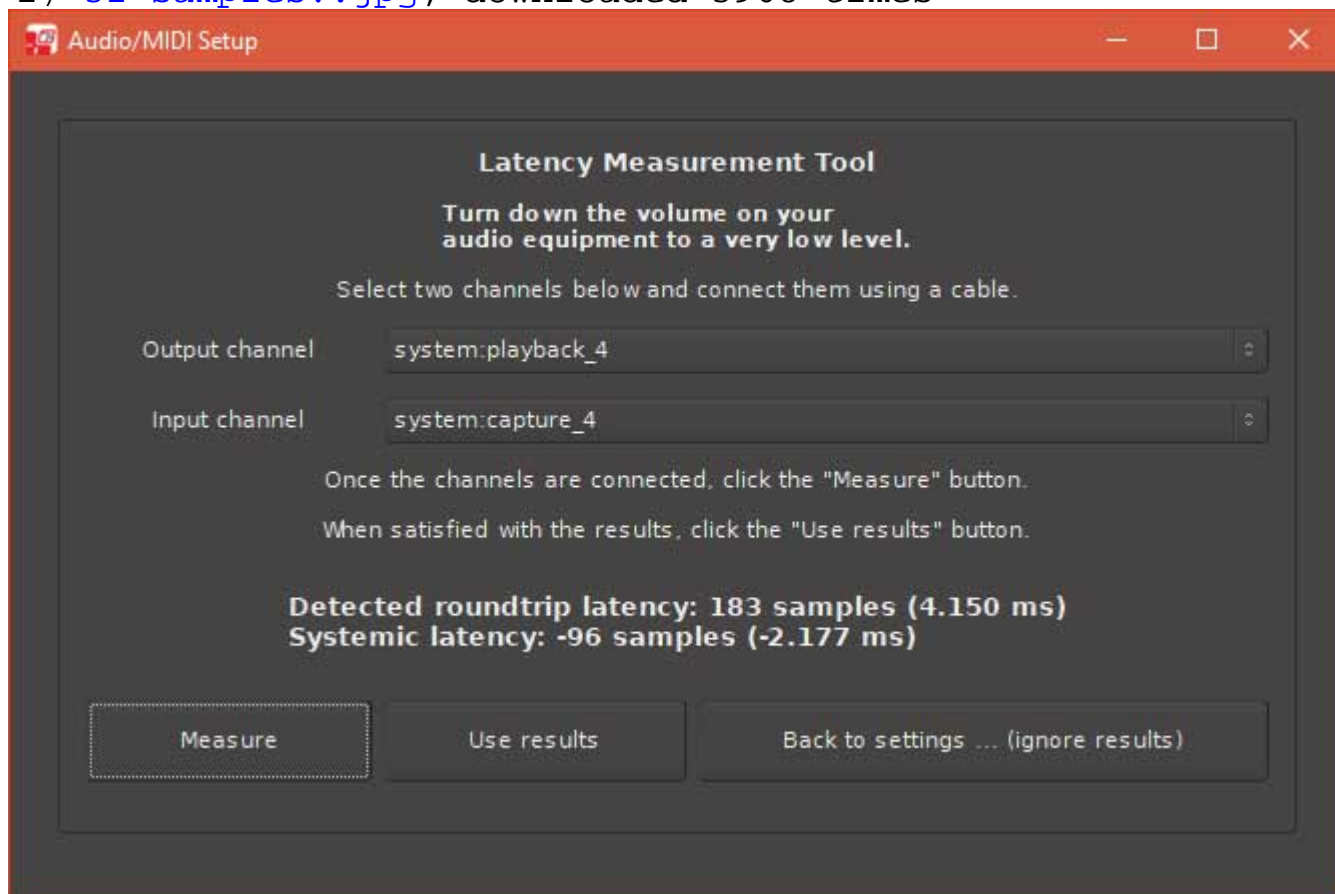 downloaded times
Audio/MIDI Setup
Latency Measurement Tool
Turn down the volume on your
audio equipment to a very low level.
Select two channels below and connect them using a cable.
Output channel system:playback_4
Input channel system:capture_4
Once the channels are connected, click the "Measure" button.
When satisfied with the results, click the "Use results" button.
Detected roundtrip latency: 183 samples (4.150 ms)
Systemic latency: -96 samples (-2.177 ms)
Measure Use results Back to settings ... (ignore results)